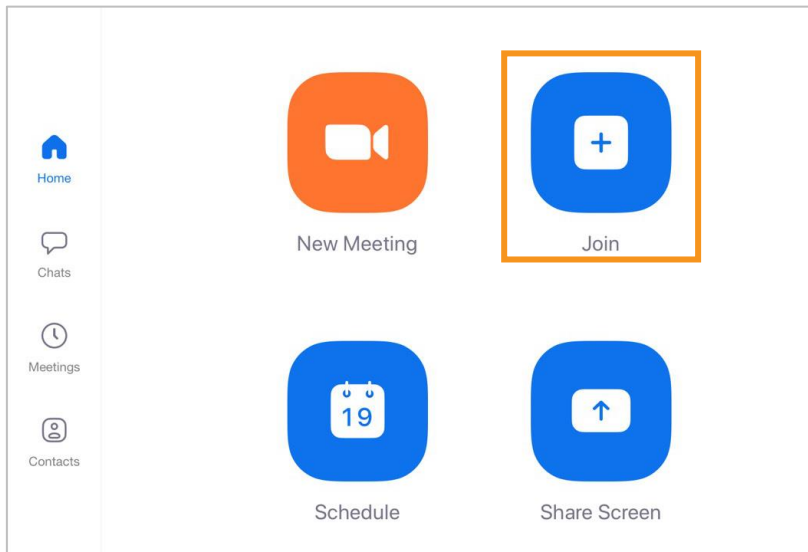 Home
Chats
Meetings
Contacts
New Meeting
Join
19
Schedule
Share Screen